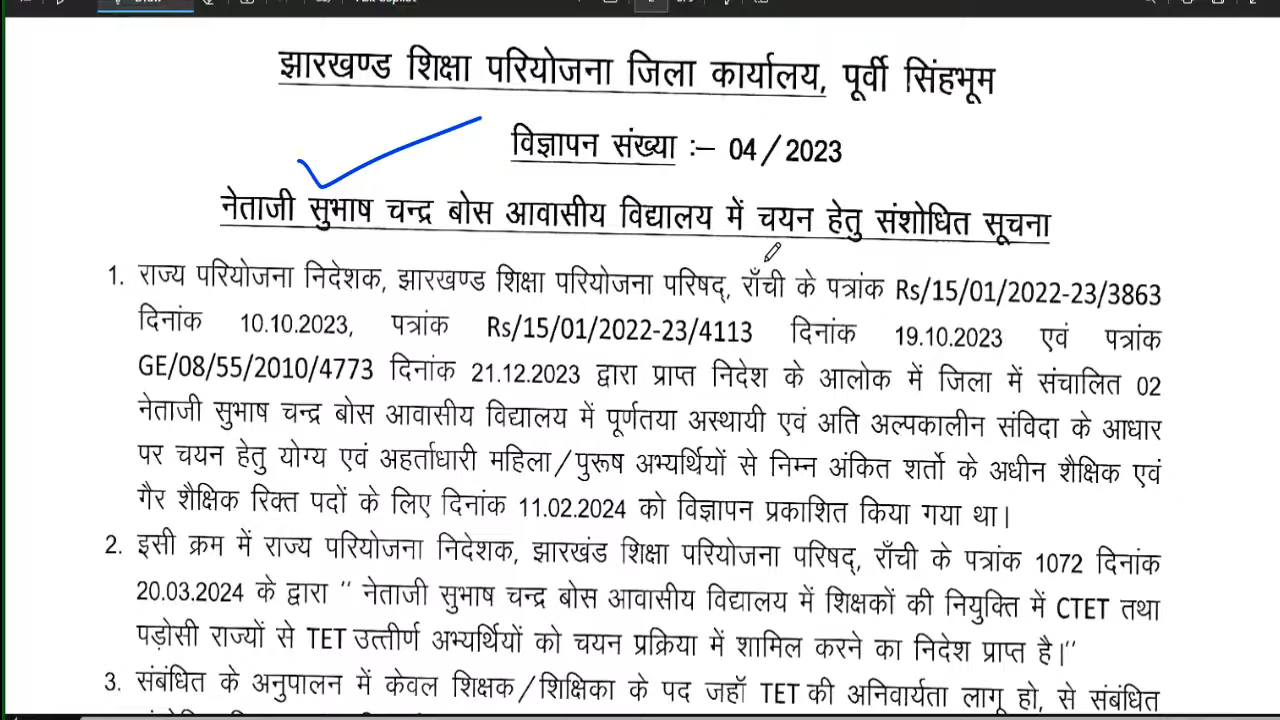 झारखण्ड शिक्षा परियोजना जिला कार्यालय, पूर्वी सिंहभूम
विज्ञापन संख्या :– 04/2023
नेताजी सुभाष चन्द्र बोस आवासीय विद्यालय में चयन हेतु संशोधित सूचना
1. राज्य परियोजना निदेशक, झारखण्ड शिक्षा परियोजना परिषद्, राँची के पत्रांक Rs/15/01/2022-23/3863
दिनांक 10.10.2023, पत्रांक Rs/15/01/2022-23/4113 दिनांक 19.10.2023 एवं पत्रांक
GE/08/55/2010/4773 दिनांक 21.12.2023 द्वारा प्राप्त निदेश के आलोक में जिला में संचालित 02
नेताजी सुभाष चन्द्र बोस आवासीय विद्यालय में पूर्णतया अस्थायी एवं अति अल्पकालीन संविदा के आधार
पर चयन हेतु योग्य एवं अहर्ताधारी महिला/पुरूष अभ्यर्थियों से निम्न अंकित शर्तो के अधीन शैक्षिक एवं
गैर शैक्षिक रिक्त पदों के लिए दिनांक 11.02.2024 को विज्ञापन प्रकाशित किया गया था।
2. इसी क्रम में राज्य परियोजना निदेशक, झारखंड शिक्षा परियोजना परिषद्, राँची के पत्रांक 1072 दिनांक
20.03.2024 के द्वारा " नेताजी सुभाष चन्द्र बोस आवासीय विद्यालय में शिक्षकों की नियुक्ति में CTET तथा
पड़ोसी राज्यों से TET उत्तीर्ण अभ्यर्थियों को चयन प्रक्रिया में शामिल करने का निदेश प्राप्त है।"
3. संबंधित के अनुपालन में केवल शिक्षक/शिक्षिका के पद जहॉ TET की अनिवार्यता लागू हो, से संबंधित